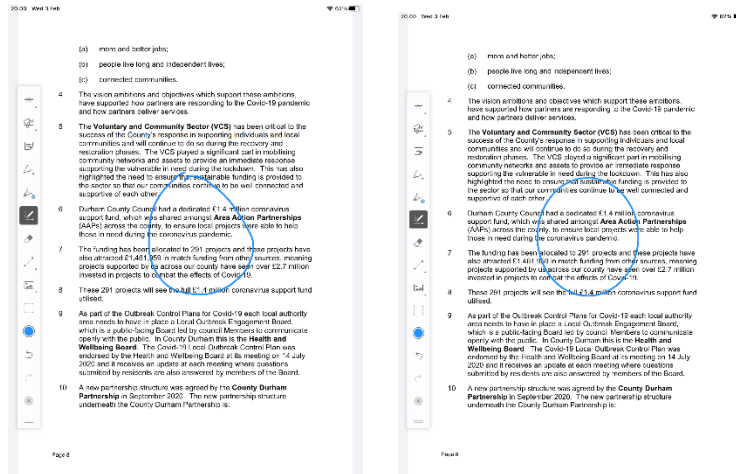 20:00 Wed 3 Feb
62%
(a) more and better jobs;
(b) people live long and independent lives;
(c) connected communities.
4 The vision ambitions and objectives which support these ambitions,
have supported how partners are responding to the Covid-19 pandemic
and how partners deliver services.
5 The Voluntary and Community Sector (VCS) has been critical to the
success of the County's response in supporting individuals and local
communities and will continue to do so during the recovery and
restoration phases. The VCS played a significant part in mobilising
community networks and assets to provide an immediate response
supporting the vulnerable in need during the lockdown. This has also
highlighted the need to ensure that sustainable funding is provided to
the sector so that our communities continue to be well connected and
supportive of each other.
6 Durham County Council had a dedicated £1.4 million coronavirus
support fund, which was shared amongst Area Action Partnerships
(AAPs) across the county, to ensure local projects were able to help
those in need during the coronavirus pandemic.
7 The funding has been allocated to 291 projects and these projects have
also attracted £1,461,959 in match funding from other sources, meaning
projects supported by us across our county have seen over £2.7 million
invested in projects to combat the effects of Covid-19.
8 These 291 projects will see the full £1.4 million coronavirus support fund
utilised.
9 As part of the Outbreak Control Plans for Covid-19 each local authority
area needs to have in place a Local Outbreak Engagement Board,
which is a public-facing Board led by council Members to communicate
openly with the public. In County Durham this is the Health and
Wellbeing Board. The Covid-19 Local Outbreak Control Plan was
endorsed by the Health and Wellbeing Board at its meeting on 14 July
2020 and it receives an update at each meeting where questions
submitted by residents are also answered by members of the Board.
10 A new partnership structure was agreed by the County Durham
Partnership in September 2020. The new partnership structure
underneath the County Durham Partnership is:
Page 8
20:00 Wed 3 Feb
62%
(a) more and better jobs;
(b) people live long and independent lives;
(c) connected communities.
4 The vision ambitions and objectives which support these ambitions,
have supported how partners are responding to the Covid-19 pandemic
and how partners deliver services.
5 The Voluntary and Community Sector (VCS) has been critical to the
success of the County's response in supporting individuals and local
communities and will continue to do so during the recovery and
restoration phases. The VCS played a significant part in mobilising
community networks and assets to provide an immediate response
supporting the vulnerable in need during the lockdown. This has also
highlighted the need to ensure that sustainable funding is provided to
the sector so that our communities continue to be well connected and
supportive of each other.
6 Durham County Council had a dedicated £1.4 million coronavirus
support fund, which was shared amongst Area Action Partnerships
(AAPs) across the county, to ensure local projects were able to help
those in need during the coronavirus pandemic.
7 The funding has been allocated to 291 projects and these projects have
also attracted £1,461,959 in match funding from other sources, meaning
projects supported by us across our county have seen over £2.7 million
invested in projects to combat the effects of Covid-19.
8 These 291 projects will see the full £1.4 million coronavirus support fund
utilised.
9 As part of the Outbreak Control Plans for Covid-19 each local authority
area needs to have in place a Local Outbreak Engagement Board,
which is a public-facing Board led by council Members to communicate
openly with the public. In County Durham this is the Health and
Wellbeing Board. The Covid-19 Local Outbreak Control Plan was
endorsed by the Health and Wellbeing Board at its meeting on 14 July
2020 and it receives an update at each meeting where questions
submitted by residents are also answered by members of the Board.
10 A new partnership structure was agreed by the County Durham
Partnership in September 2020. The new partnership structure
underneath the County Durham Partnership is:
Page 8